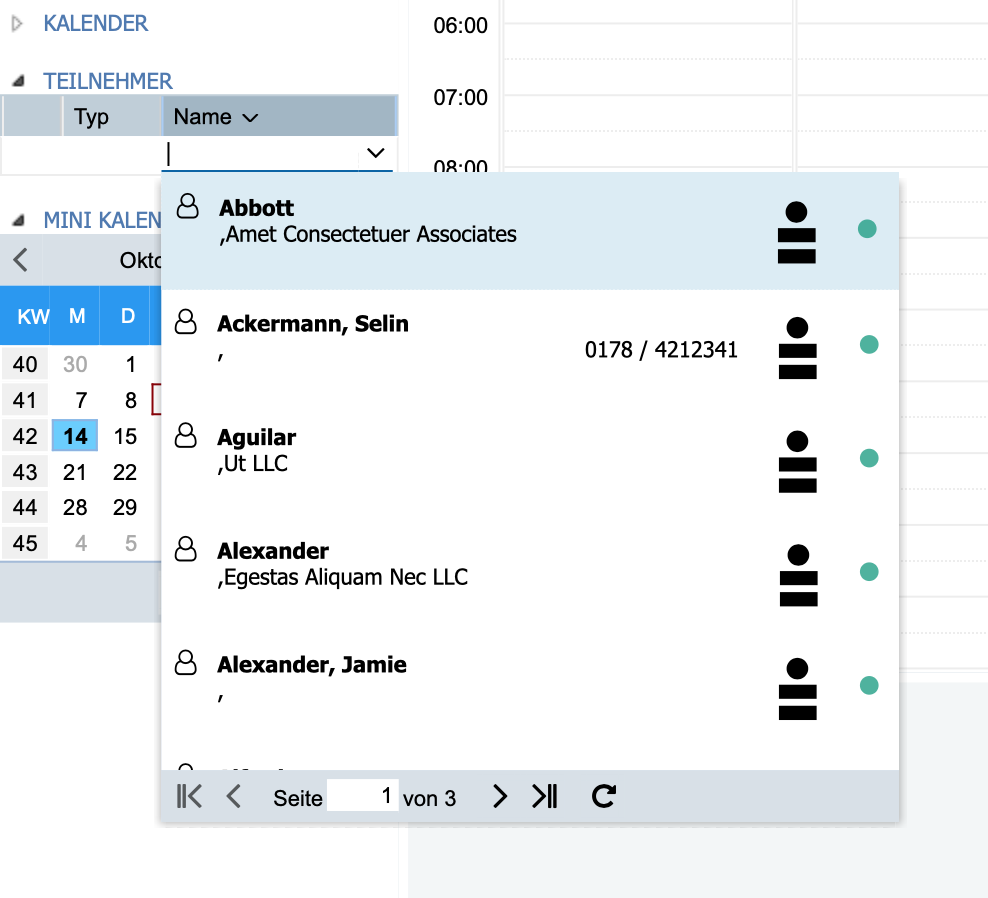 KALENDER
TEILNEHMER
Typ Name
MINI KALEN
Okto
KW M D
40 30 1
41 7 8
42 14 15
43 21 22
44 28 29
45 4 5
06:00
07:00
08:00
Abbott
,Amet Consectetuer Associates
Ackermann, Selin
, 0178 / 4212341
Aguilar
,Ut LLC
Alexander
,Egestas Aliquam Nec LLC
Alexander, Jamie
,
Seite 1 von 3